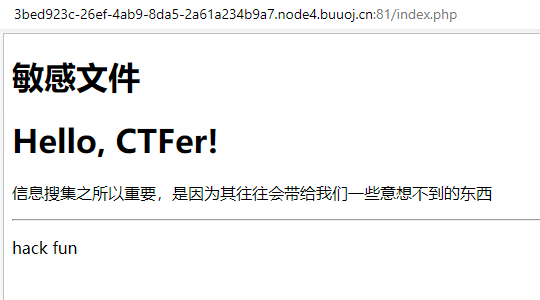 3bed923c-26ef-4ab9-8da5-2a61a234b9a7.node4.buuoj.cn:81/index.php
敏感文件
Hello, CTFer!
信息搜集之所以重要，是因为其往往会带给我们一些意想不到的东西
hack fun